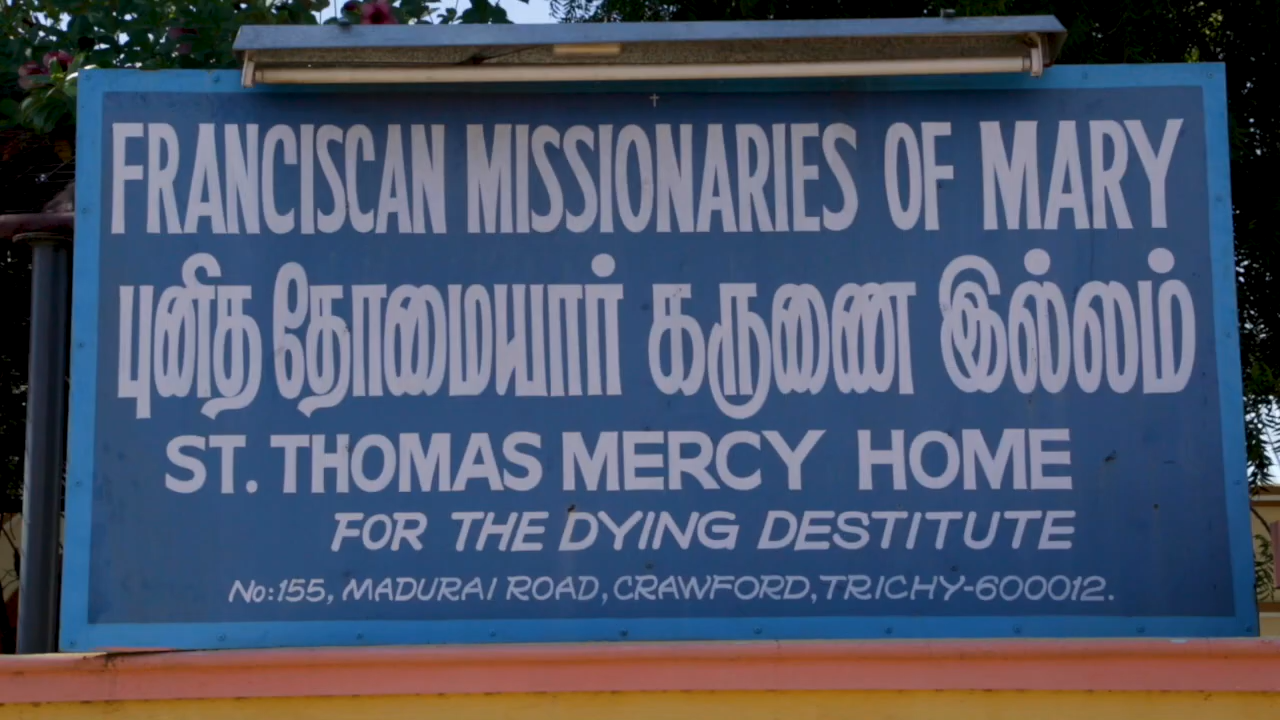 FRANCISCAN MISSIONARIES OF MARY
புனித தோமையார் கருணை இல்லம்
ST. THOMAS MERCY HOME
FOR THE DYING DESTITUTE
No:155, MADURAI ROAD, CRAWFORD, TRICHY-600012.